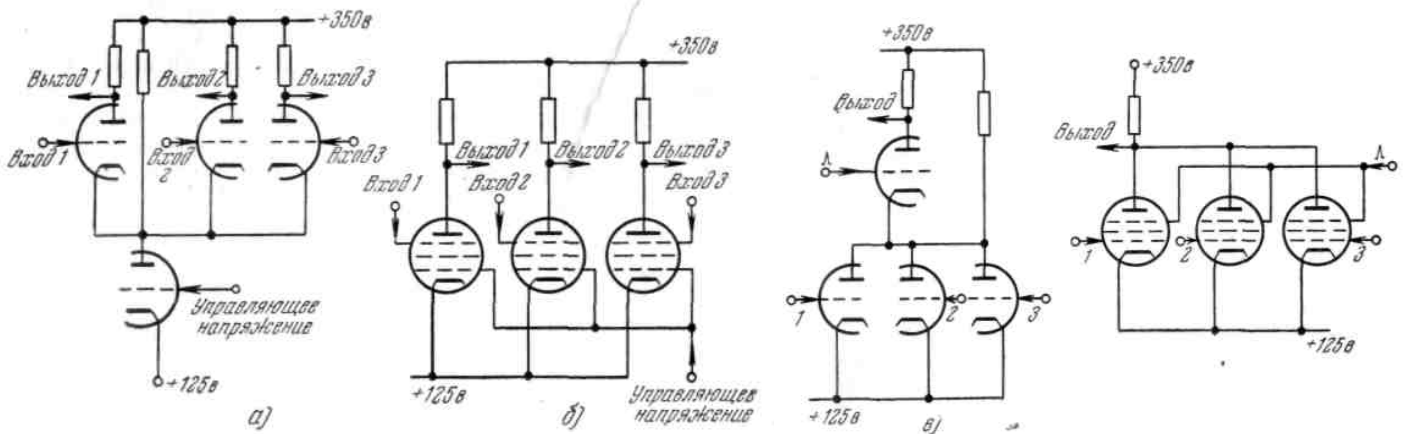 +350в
Выход 1
Выход 2
Выход 3
Вход 1
Вход
2
Вход 3
Управляющее
напряжение
+125в
а)
+350в
Выход 1
Выход 2
Выход 3
Вход 1
Вход 2
Вход 3
+125в
Управляющее
напряжение
б)
+350в
Выход
Л
1
2
3
+125в
в)
+350в
Выход
Л
1
2
3
+125в